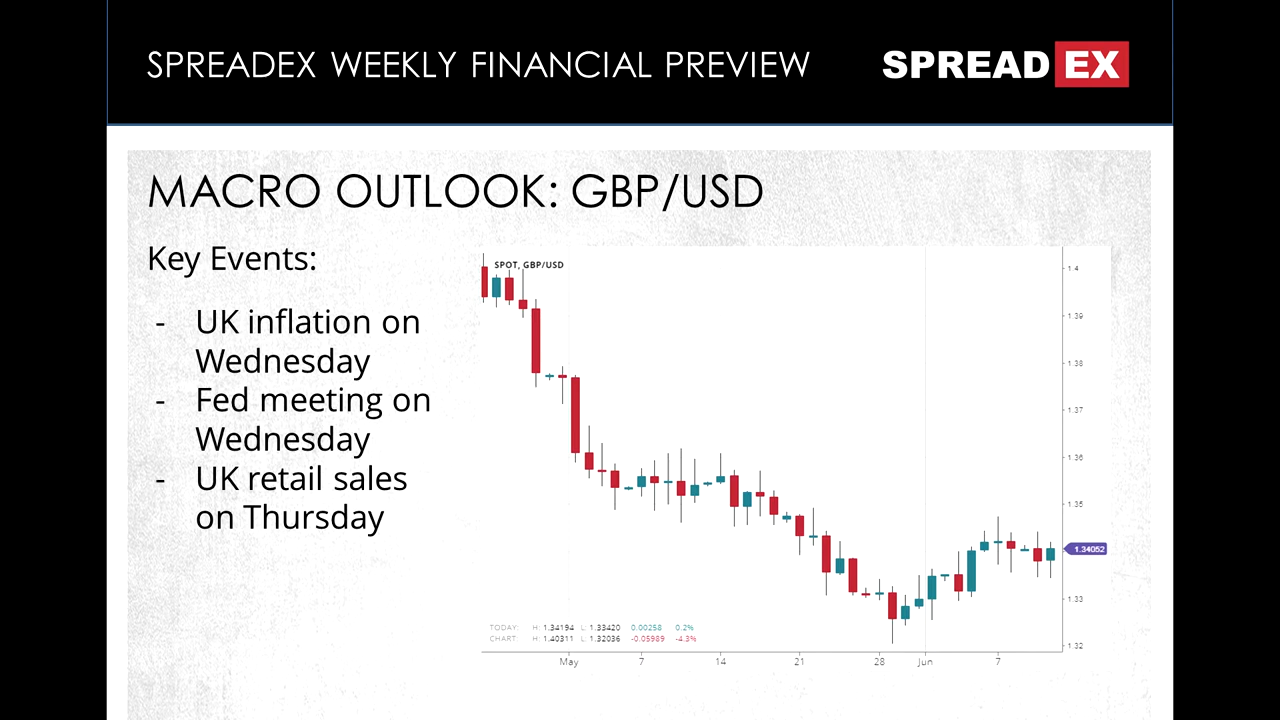 SPREADEX WEEKLY FINANCIAL PREVIEW
SPREADEX
MACRO OUTLOOK: GBP/USD
Key Events:
- UK inflation on
Wednesday
- Fed meeting on
Wednesday
- UK retail sales
on Thursday
SPOT, GBP/USD
1.4
1.39
1.38
1.37
1.36
1.35
1.34052
1.33
1.32
TODAY: H: 1.34194 L: 1.33420 0.00258 0.2%
CHART: H: 1.40311 L: 1.32036 -0.05989 -4.3%
May 7 14 21 28 Jun 7